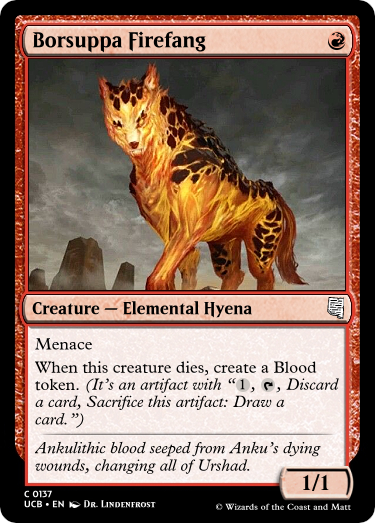 Borsuppa Firefang
Creature — Elemental Hyena
Menace
When this creature dies, create a Blood
token. (It's an artifact with “1, , Discard
a card, Sacrifice this artifact: Draw a
card.”)
Ankulithic blood seeped from Anku's dying
wounds, changing all of Urshad.
1/1
C 0137
UCB • EN Dr. Lindenfrost
© Wizards of the Coast and Matt